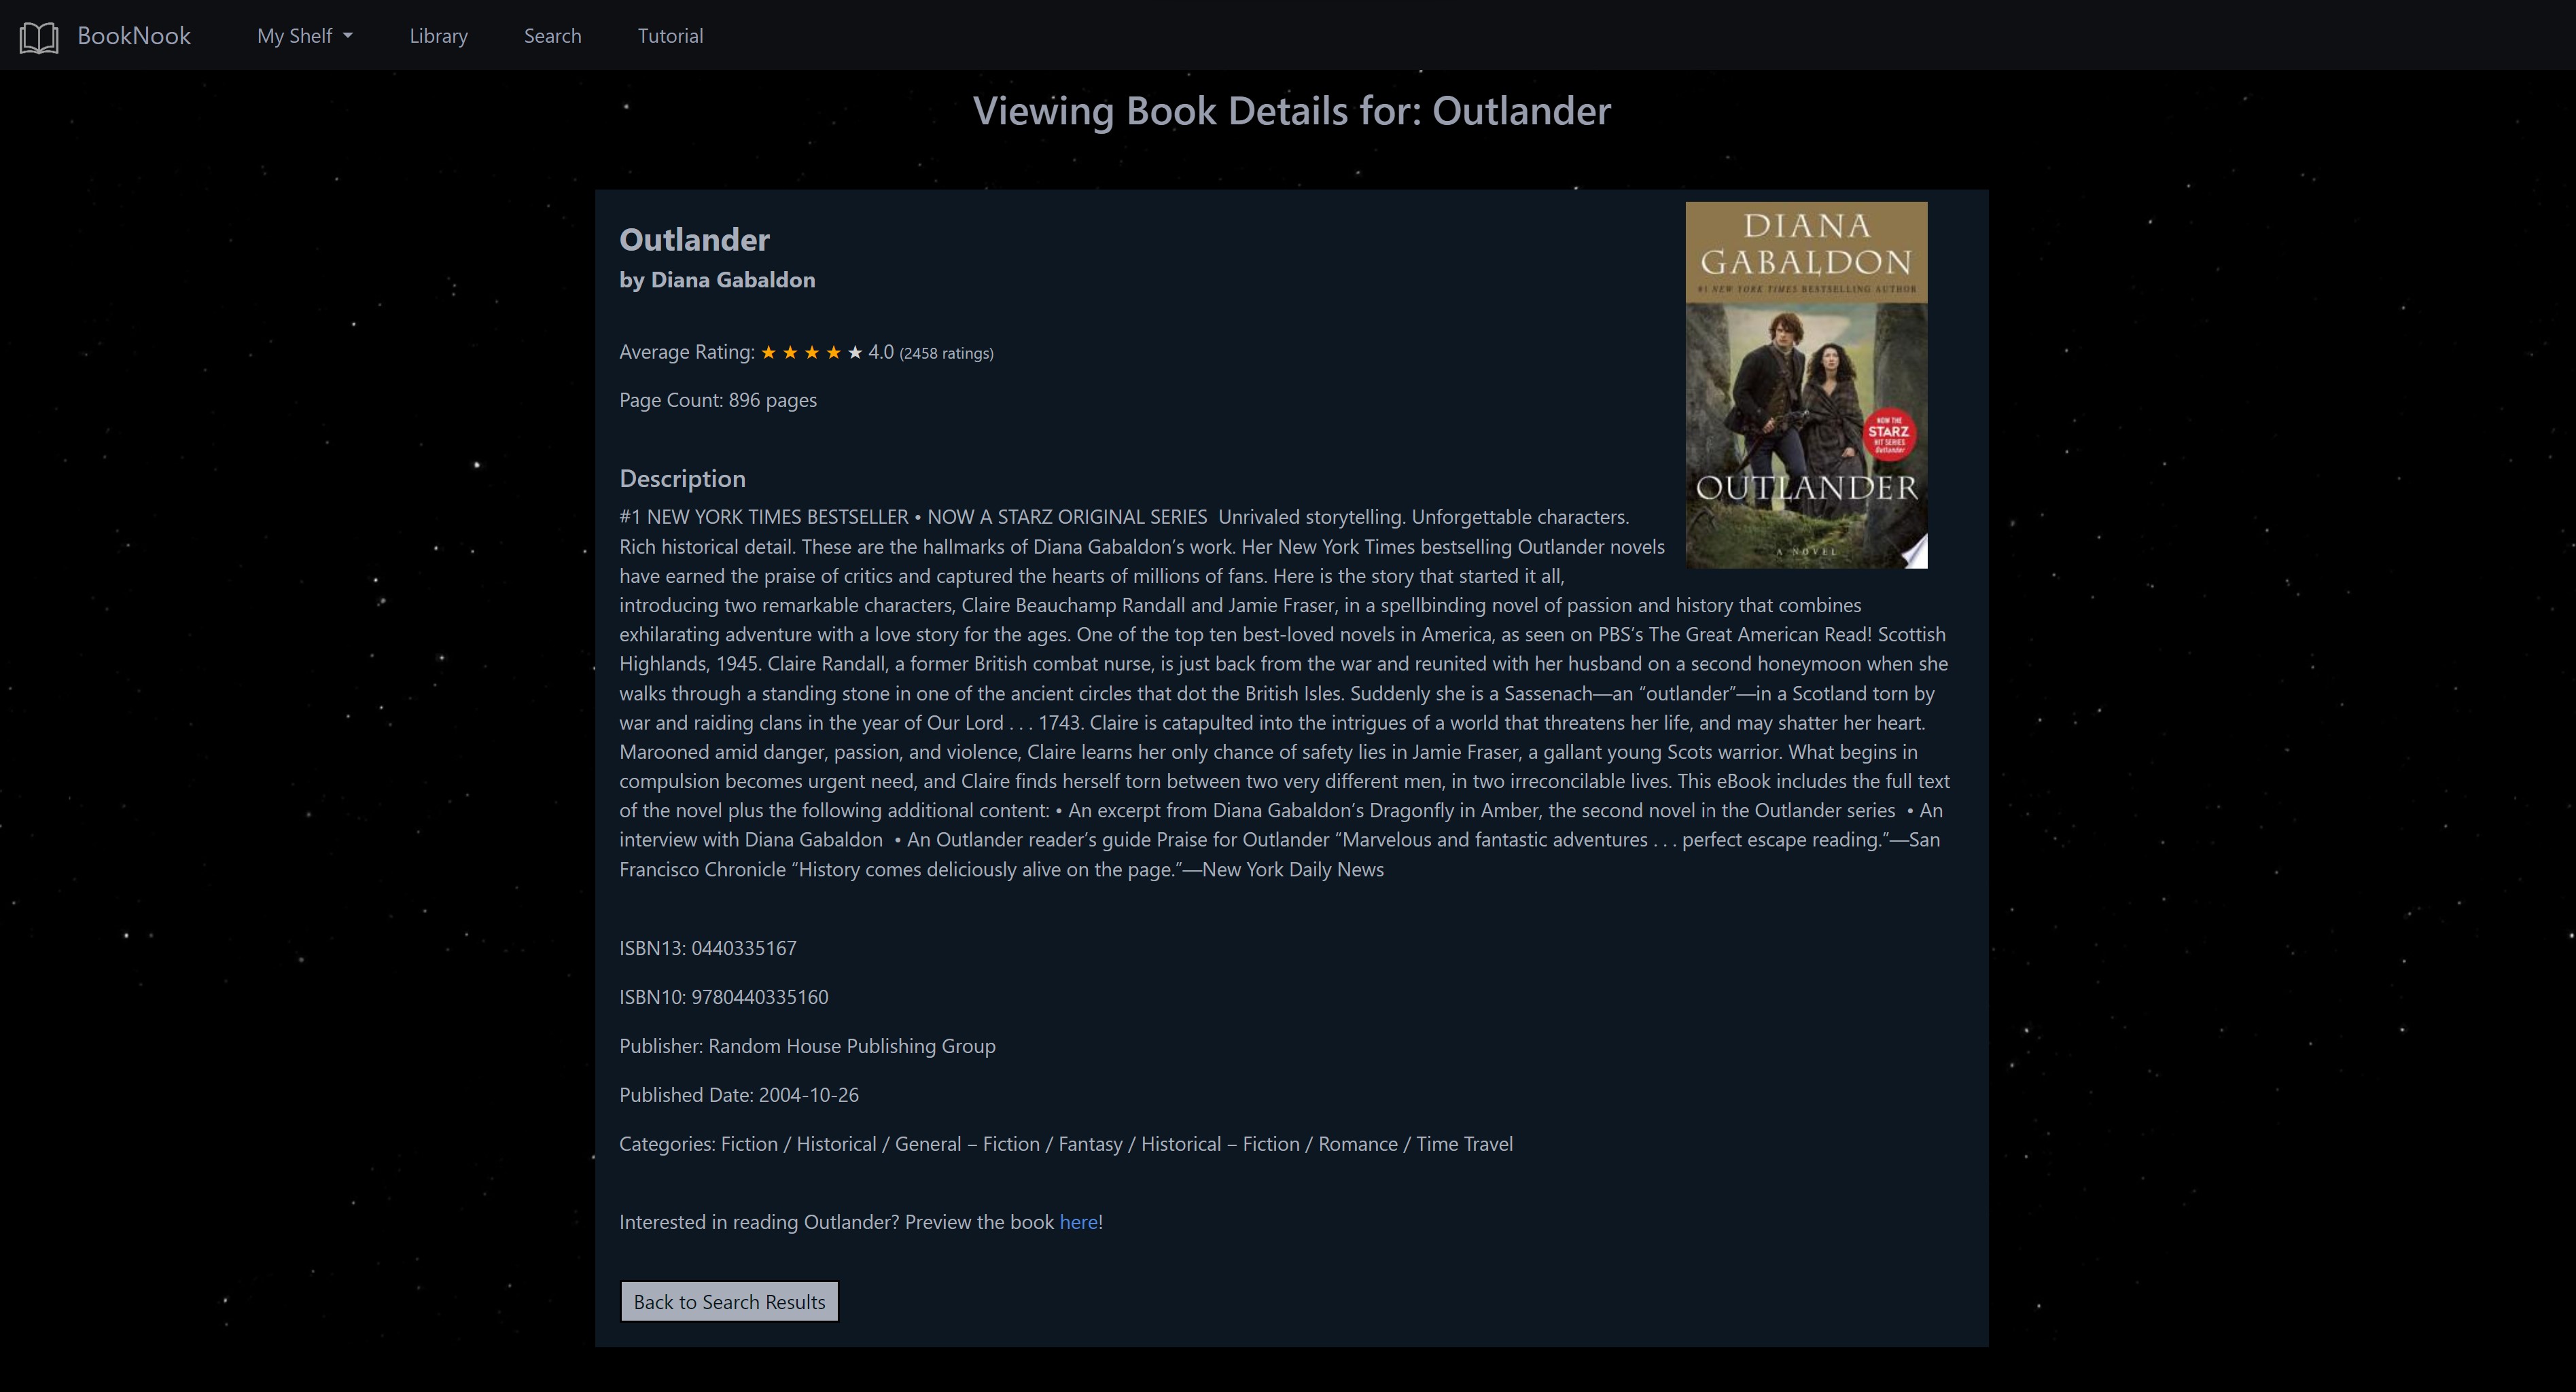 BookNook
My Shelf
Library
Search
Tutorial
Viewing Book Details for: Outlander
Outlander
by Diana Gabaldon
Average Rating: ★ ★ ★ ★ ★ 4.0 (2458 ratings)
Page Count: 896 pages
DIANA
GABALDON
#1 NEW YORK TIMES BESTSELLING AUTHOR
NOW THE
STARZ
HIT SERIES
Outlander
OUTLANDER
A NOVEL
Description
#1 NEW YORK TIMES BESTSELLER • NOW A STARZ ORIGINAL SERIES  Unrivaled storytelling. Unforgettable characters.
Rich historical detail. These are the hallmarks of Diana Gabaldon’s work. Her New York Times bestselling Outlander novels
have earned the praise of critics and captured the hearts of millions of fans. Here is the story that started it all,
introducing two remarkable characters, Claire Beauchamp Randall and Jamie Fraser, in a spellbinding novel of passion and history that combines
exhilarating adventure with a love story for the ages. One of the top ten best-loved novels in America, as seen on PBS’s The Great American Read! Scottish
Highlands, 1945. Claire Randall, a former British combat nurse, is just back from the war and reunited with her husband on a second honeymoon when she
walks through a standing stone in one of the ancient circles that dot the British Isles. Suddenly she is a Sassenach—an “outlander”—in a Scotland torn by
war and raiding clans in the year of Our Lord . . . 1743. Claire is catapulted into the intrigues of a world that threatens her life, and may shatter her heart.
Marooned amid danger, passion, and violence, Claire learns her only chance of safety lies in Jamie Fraser, a gallant young Scots warrior. What begins in
compulsion becomes urgent need, and Claire finds herself torn between two very different men, in two irreconcilable lives. This eBook includes the full text
of the novel plus the following additional content: • An excerpt from Diana Gabaldon’s Dragonfly in Amber, the second novel in the Outlander series  • An
interview with Diana Gabaldon  • An Outlander reader’s guide Praise for Outlander “Marvelous and fantastic adventures . . . perfect escape reading.”—San
Francisco Chronicle “History comes deliciously alive on the page.”—New York Daily News
ISBN13: 0440335167
ISBN10: 9780440335160
Publisher: Random House Publishing Group
Published Date: 2004-10-26
Categories: Fiction / Historical / General – Fiction / Fantasy / Historical – Fiction / Romance / Time Travel
Interested in reading Outlander? Preview the book here!
Back to Search Results